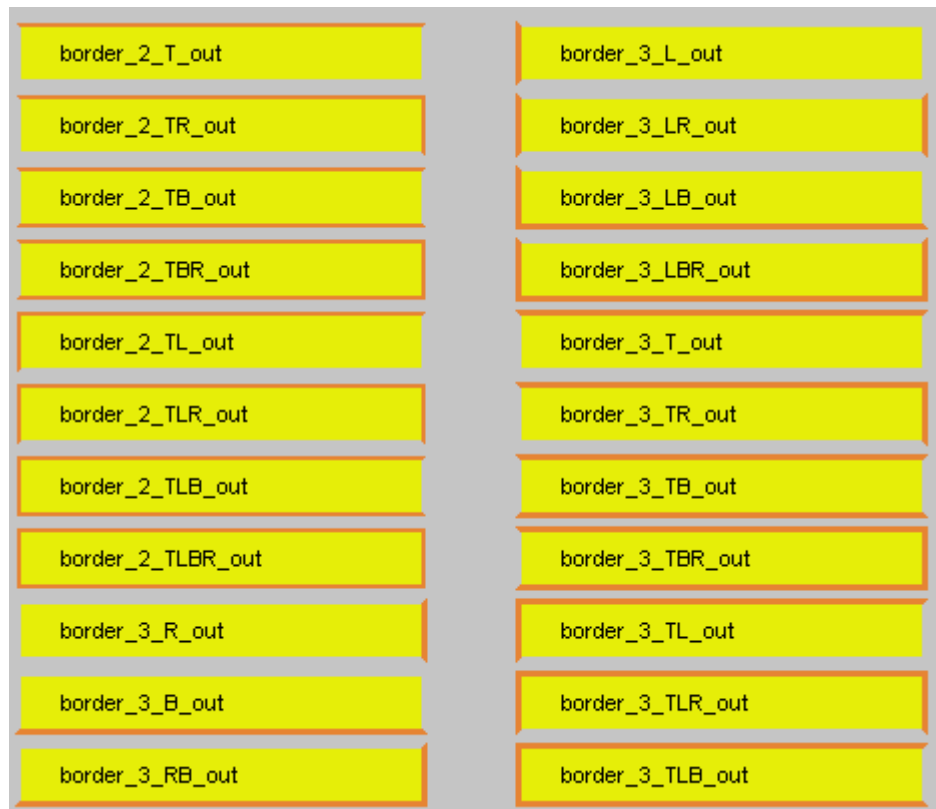 border_2_T_out
border_2_TR_out
border_2_TB_out
border_2_TBR_out
border_2_TL_out
border_2_TLR_out
border_2_TLB_out
border_2_TLBR_out
border_3_R_out
border_3_B_out
border_3_RB_out
border_3_L_out
border_3_LR_out
border_3_LB_out
border_3_LBR_out
border_3_T_out
border_3_TR_out
border_3_TB_out
border_3_TBR_out
border_3_TL_out
border_3_TLR_out
border_3_TLB_out